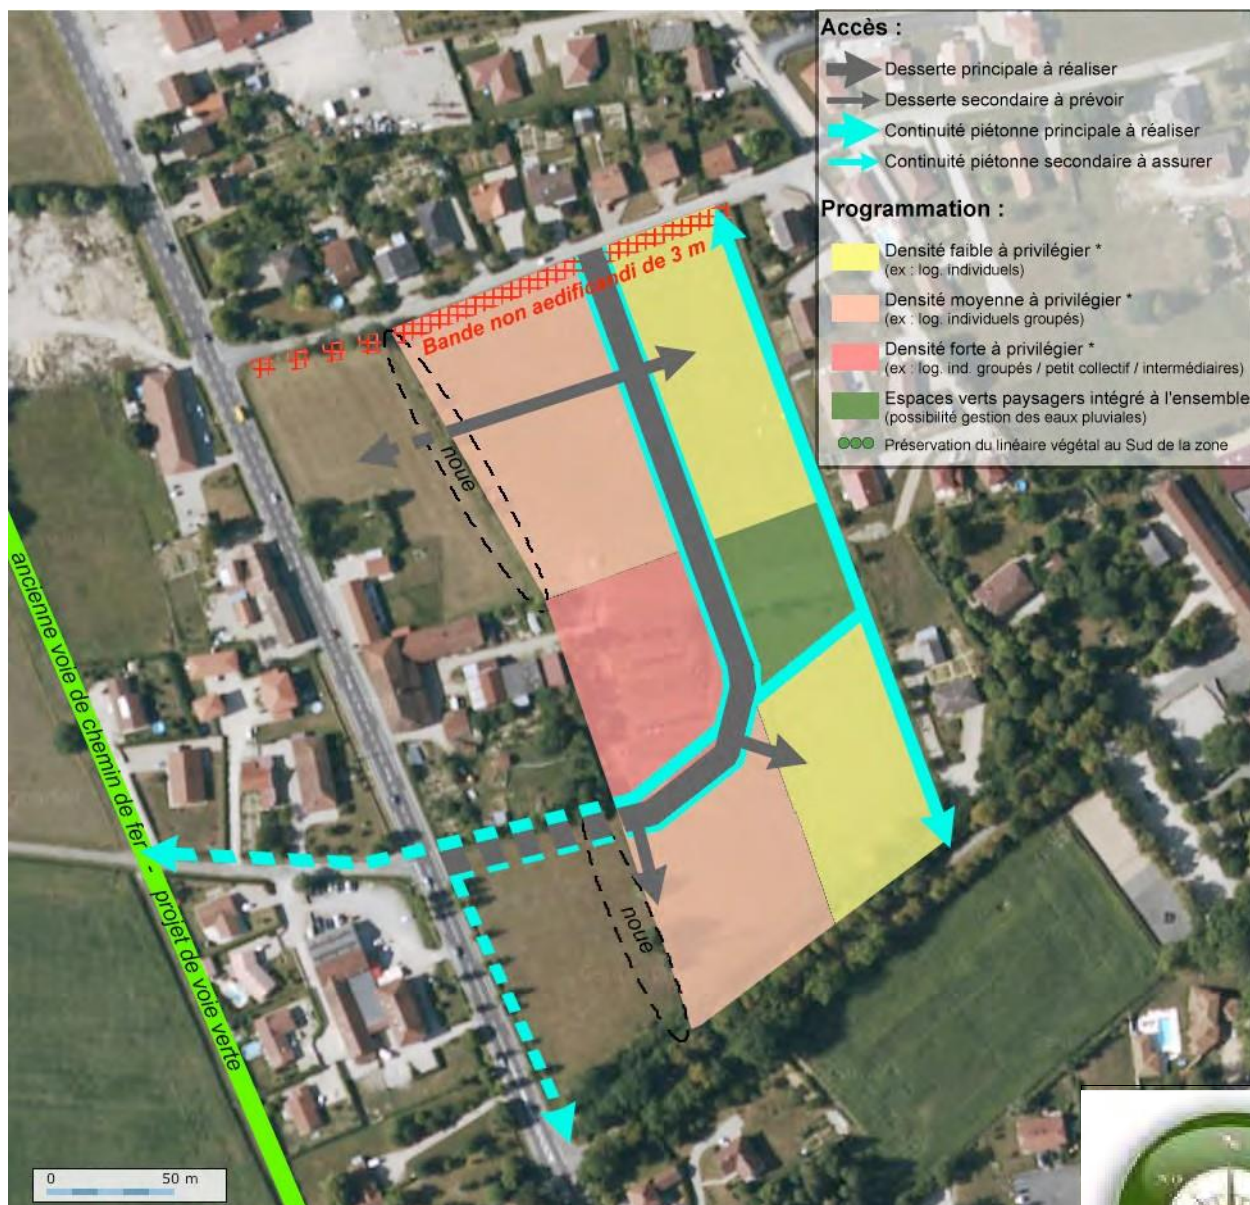 Accès :
Desserte principale à réaliser
Desserte secondaire à prévoir
Continuité piétonne principale à réaliser
Continuité piétonne secondaire à assurer
Programmation :
Densité faible à privilégier *
(ex : log. individuels)
Densité moyenne à privilégier *
(ex : log. individuels groupés)
Densité forte à privilégier *
(ex : log. ind. groupés / petit collectif / intermédiaires)
Espaces verts paysagers intégré à l'ensemble
(possibilité gestion des eaux pluviales)
Préservation du linéaire végétal au Sud de la zone
Bande non aedificandi de 3 m
noue
ancienne voie de chemin de fer - projet de voie verte
noue
0 50 m